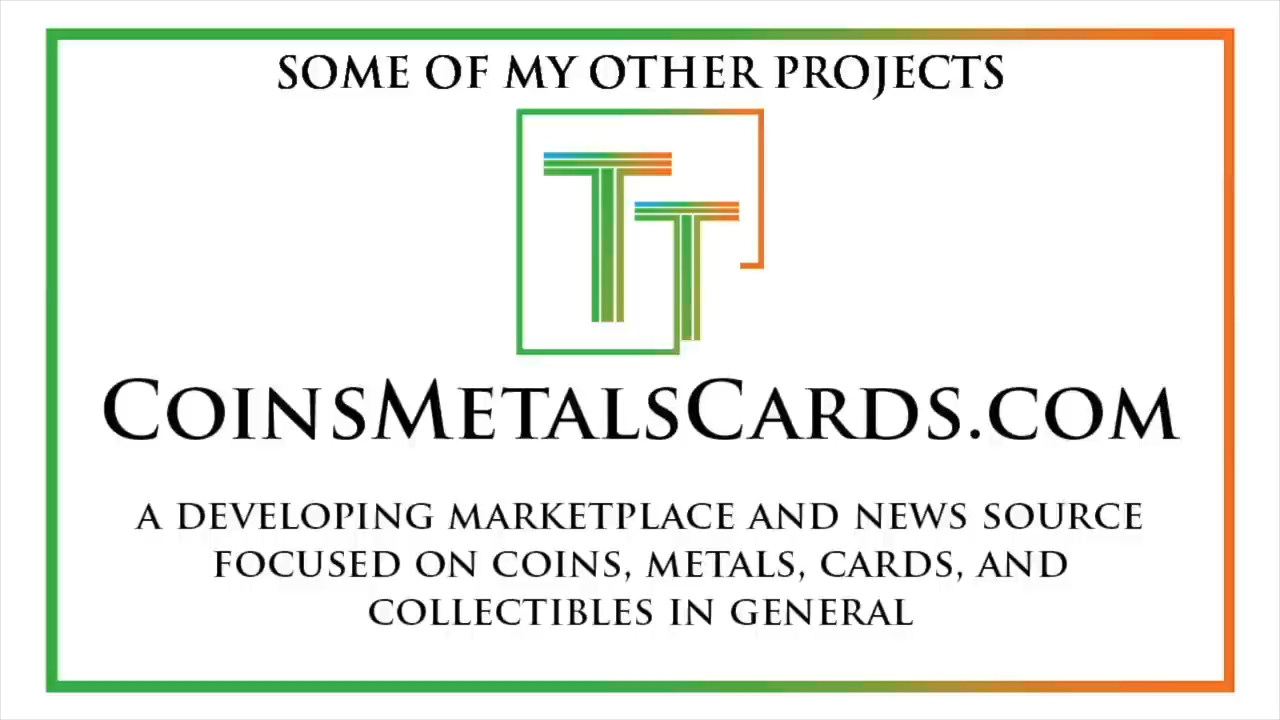 SOME OF MY OTHER PROJECTS
TT
COINSMETALSCARDS.COM
A DEVELOPING MARKETPLACE AND NEWS SOURCE
FOCUSED ON COINS, METALS, CARDS, AND
COLLECTIBLES IN GENERAL